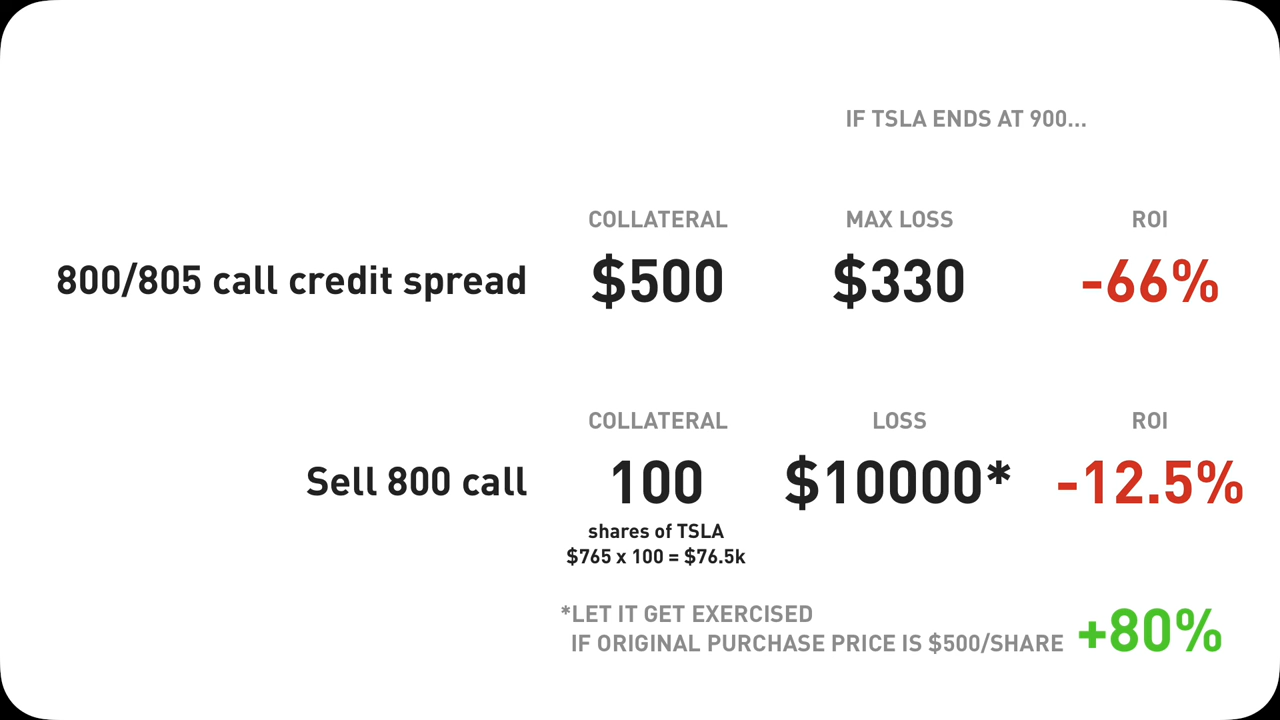 IF TSLA ENDS AT 900...
COLLATERAL MAX LOSS ROI
800/805 call credit spread $500 $330 -66%
COLLATERAL LOSS ROI
Sell 800 call 100 $10000* -12.5%
shares of TSLA
$765 x 100 = $76.5k
*LET IT GET EXERCISED
IF ORIGINAL PURCHASE PRICE IS $500/SHARE +80%